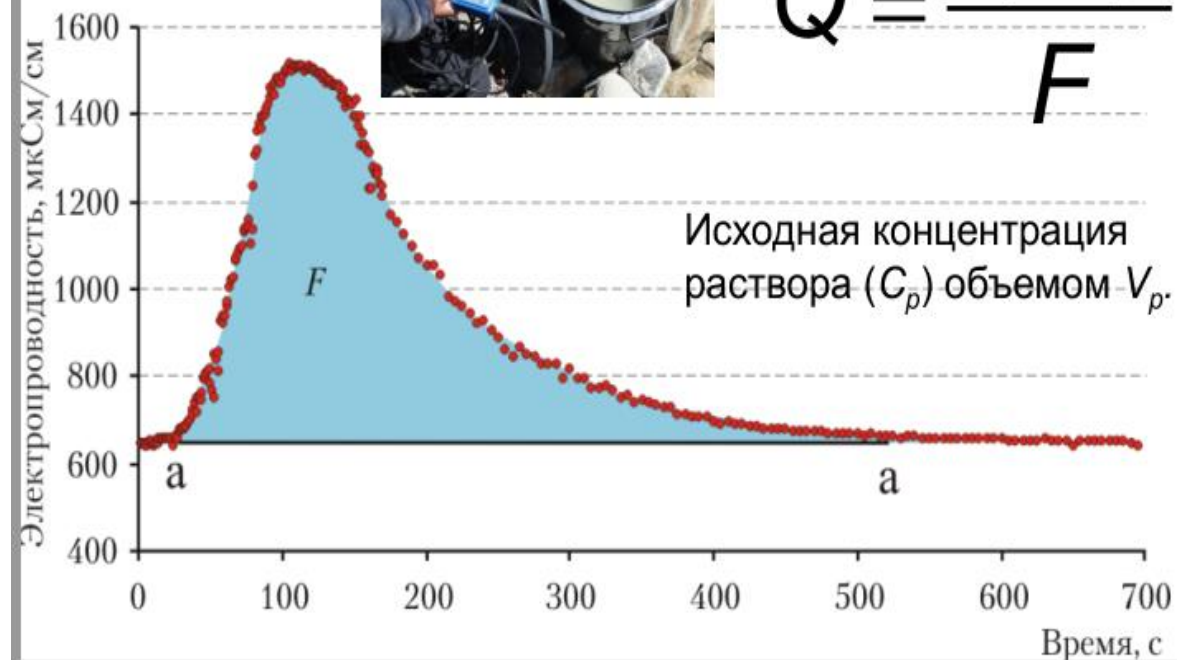 Q =
F
Электропроводность, мкСм/см
1600
1400
1200
1000
800
600
400
F
Исходная концентрация
раствора (Cр) объемом Vр.
a
a
0 100 200 300 400 500 600 700
Время, с